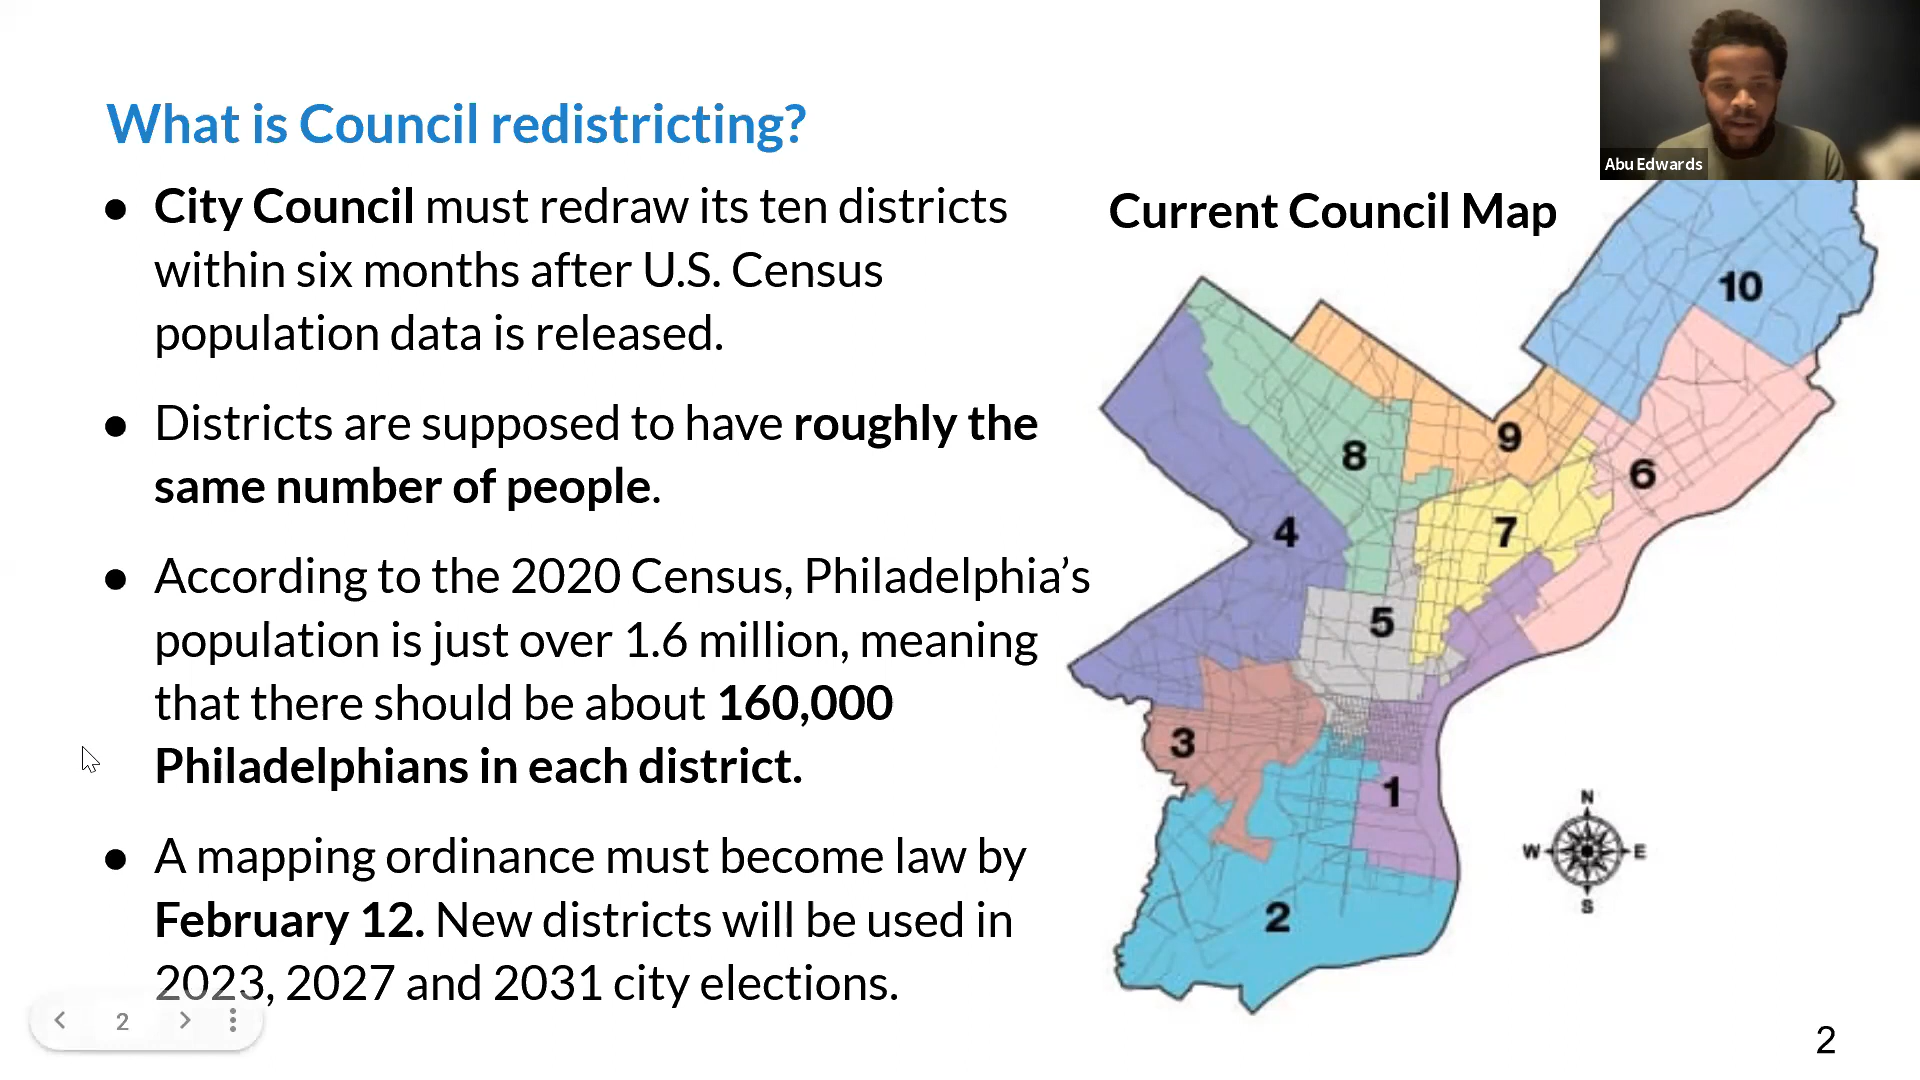 What is Council redistricting?
● City Council must redraw its ten districts
within six months after U.S. Census
population data is released.
● Districts are supposed to have roughly the
same number of people.
● According to the 2020 Census, Philadelphia’s
population is just over 1.6 million, meaning
that there should be about 160,000
Philadelphians in each district.
● A mapping ordinance must become law by
February 12. New districts will be used in
2023, 2027 and 2031 city elections.
Abu Edwards
Current Council Map
10
9
8
6
4
7
5
3
1
2
N
W E
S
2
2